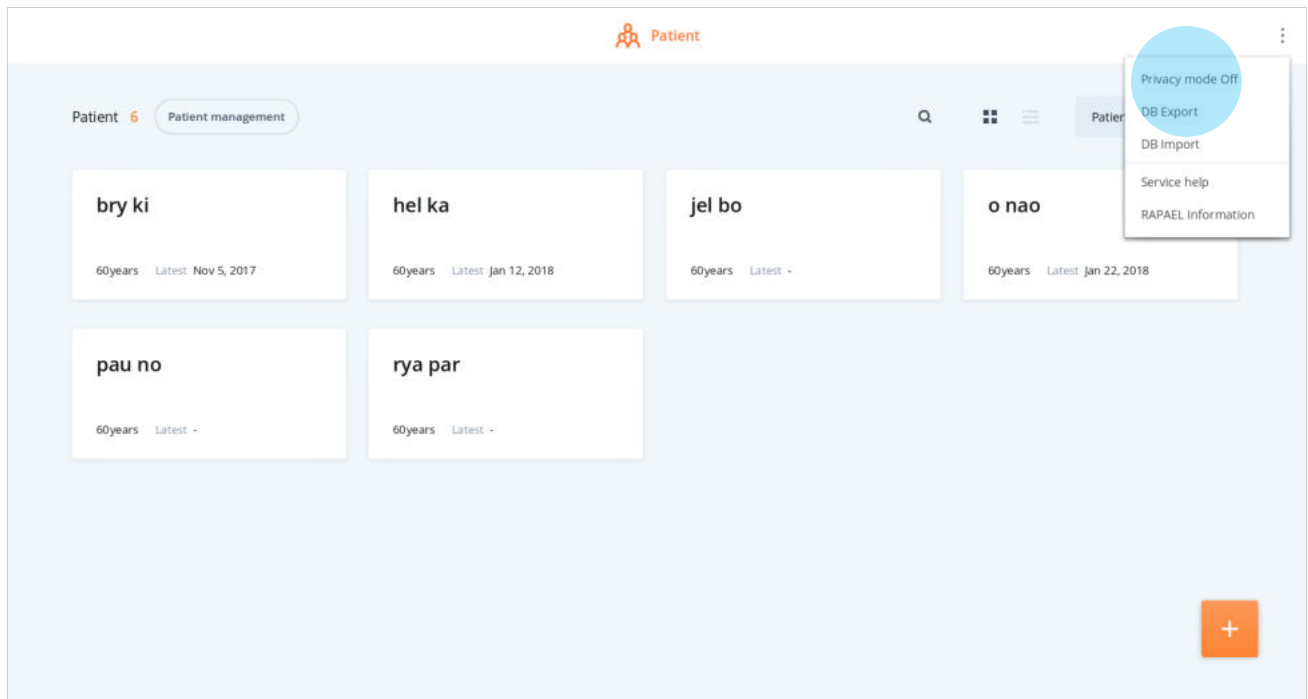 Patient
Patient 6 Patient management Patien
Privacy mode Off
DB Export
DB Import
Service help
RAPAEL Information
bry ki
60years Latest Nov 5, 2017
hel ka
60years Latest Jan 12, 2018
jel bo
60years Latest -
o nao
60years Latest Jan 22, 2018
pau no
60years Latest -
rya par
60years Latest -
+